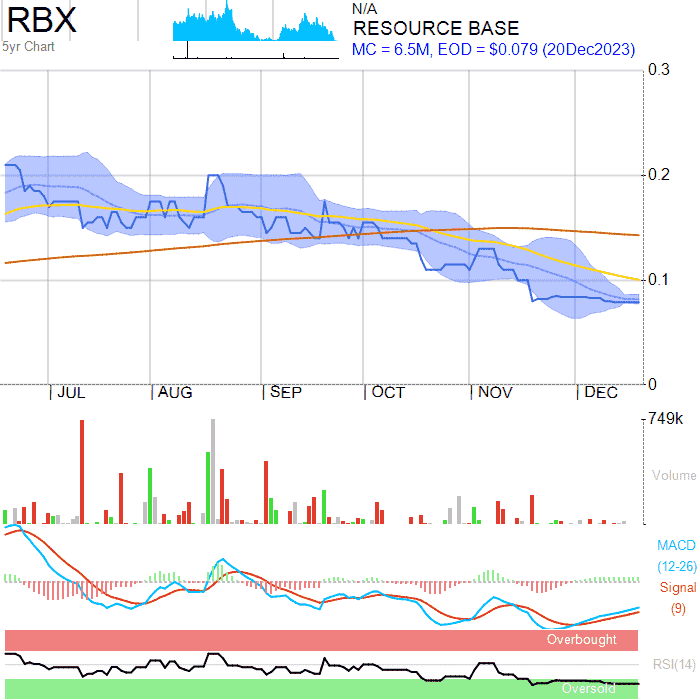 RBX
5yr Chart
N/A
RESOURCE BASE
MC = 6.5M, EOD = $0.079 (20Dec2023)
0.3
0.2
0.1
0
JUL AUG SEP OCT NOV DEC
749k
Volume
MACD
(12-26)
Signal
(9)
Overbought
RSI(14)
Oversold